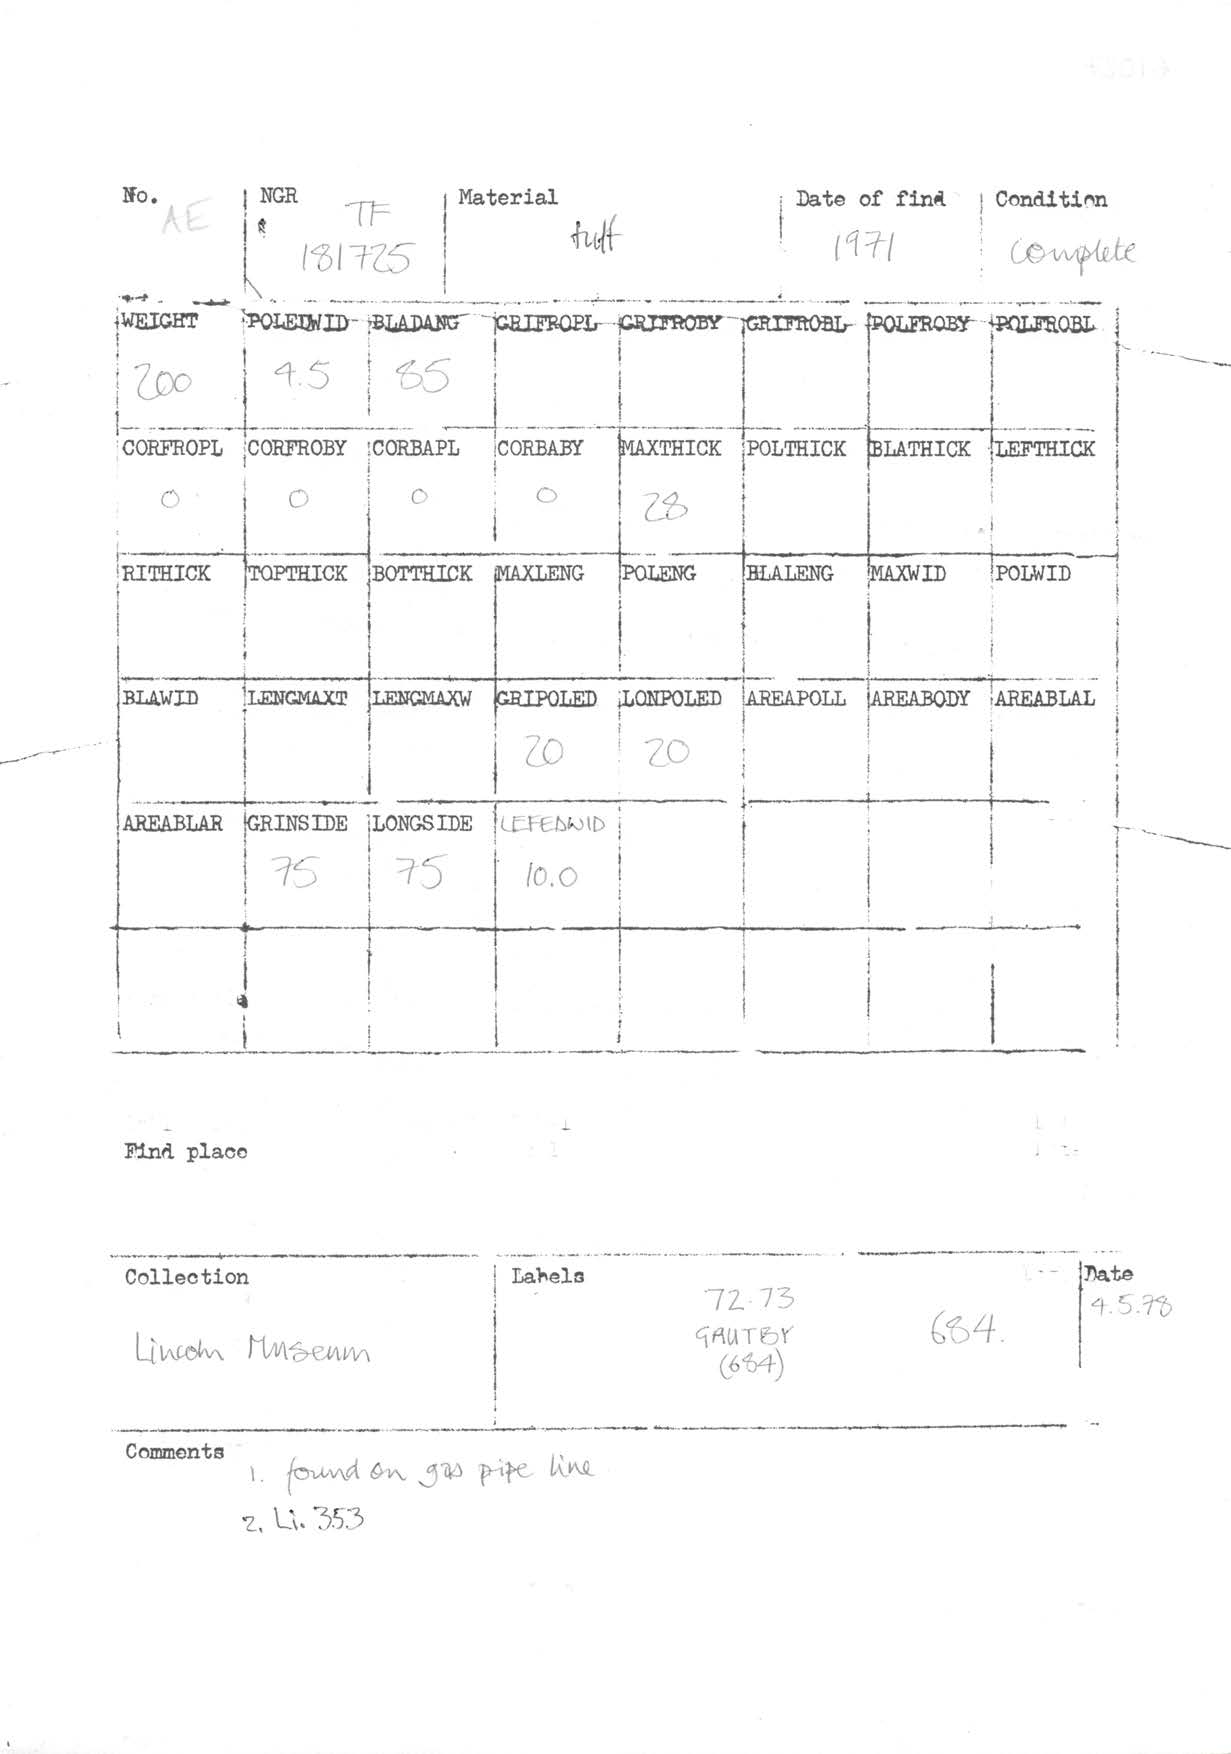 No. NGR Material Date of find Condition
AE TF tuff 1971 complete
181725
WEIGHT POLEDWID BLADANG GRIFROPL GRIFROBY GRIFROBL POLFROBY POLFROBL
200 4.5 85
CORFROPL CORFROBY CORBAPL CORBABY MAXTHICK POLTHICK BLATHICK LEFTHICK
0 0 0 0 28
RITHICK TOPTHICK BOTTHICK MAXLENG POLENG BLALENG MAXWID POLWID
BLAWID LENGMAXT LENGMAXW GRIPOLED LONPOLED AREAPOLL AREABODY AREABLAL
20 20
AREABLAR GRINSIDE LONGSIDE LEFEDWID
75 75 10.0
Find place
Collection Labels Date
72.73 4.5.78
Lincoln Museum GAUTBY 684.
(684)
Comments
1. found on gas pipe line
2. Li. 353